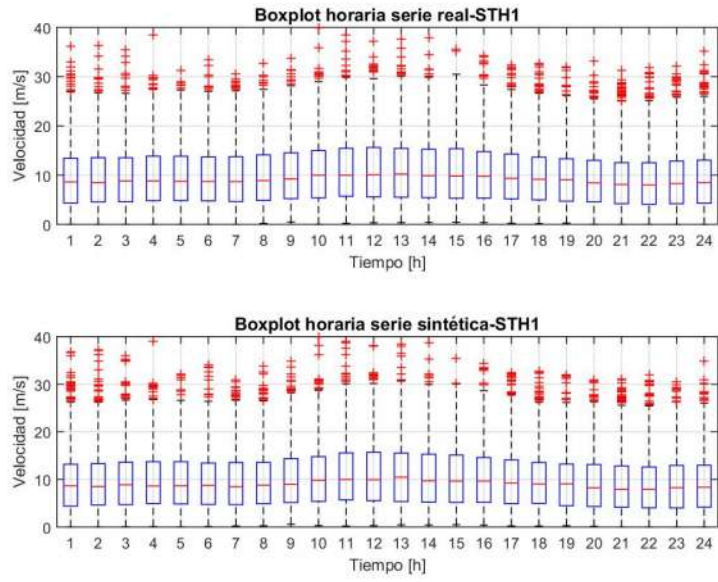 Boxplot horaria serie real-STH1
40
30
20
10
0
Velocidad [m/s]
1 2 3 4 5 6 7 8 9 10 11 12 13 14 15 16 17 18 19 20 21 22 23 24
Tiempo [h]
Boxplot horaria serie sintética-STH1
40
30
20
10
0
Velocidad [m/s]
1 2 3 4 5 6 7 8 9 10 11 12 13 14 15 16 17 18 19 20 21 22 23 24
Tiempo [h]